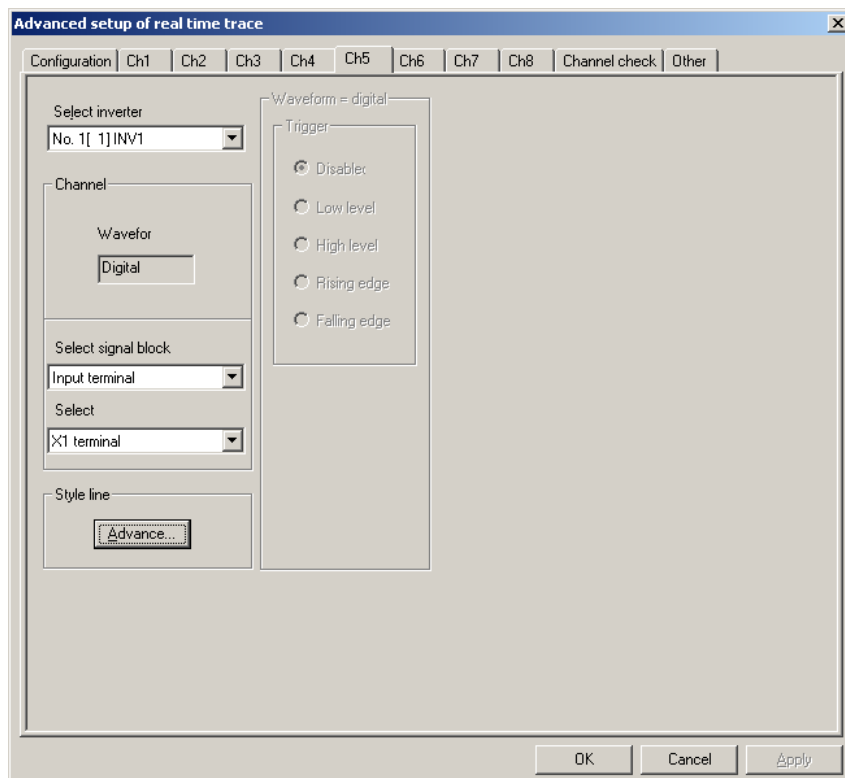 Advanced setup of real time trace
Configuration Ch1 Ch2 Ch3 Ch4 Ch5 Ch6 Ch7 Ch8 Channel check Other
Select inverter
No. 1[ 1] INV1
Channel
Wavefor
Digital
Select signal block
Input terminal
Select
X1 terminal
Style line
Advance...
Waveform = digital
Trigger
Disablec
Low level
High level
Rising edge
Falling edge
OK Cancel Apply